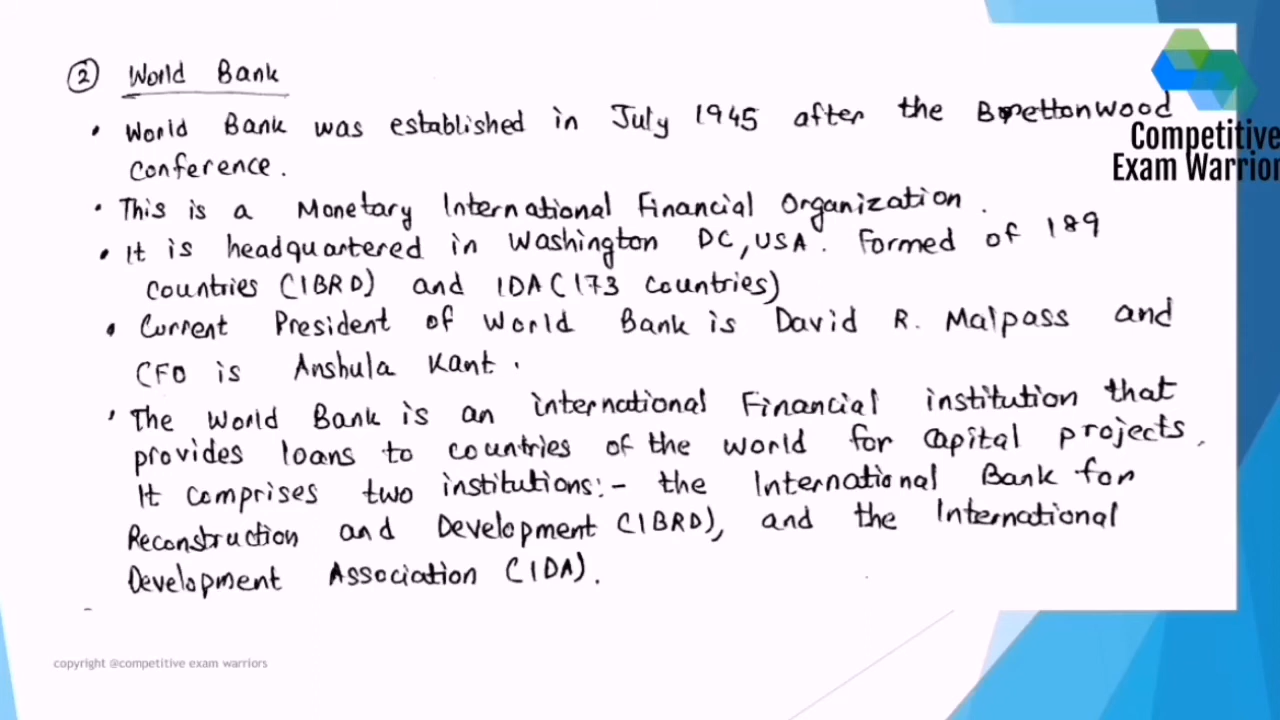 ② World Bank
• World Bank was established in July 1945 after the Brettonwood
Conference.
• This is a Monetary International Financial Organization.
• It is headquartered in Washington DC, USA. Formed of 189
Countries (IBRD) and IDA (173 Countries)
• Current President of World Bank is David R. Malpass and
CFO is Anshula Kant.
• The World Bank is an international Financial institution that
provides loans to countries of the world for capital projects.
It comprises two institutions:- the International Bank for
Reconstruction and Development (IBRD), and the International
Development Association (IDA).
Competitive
Exam Warrior
copyright @competitive exam warriors